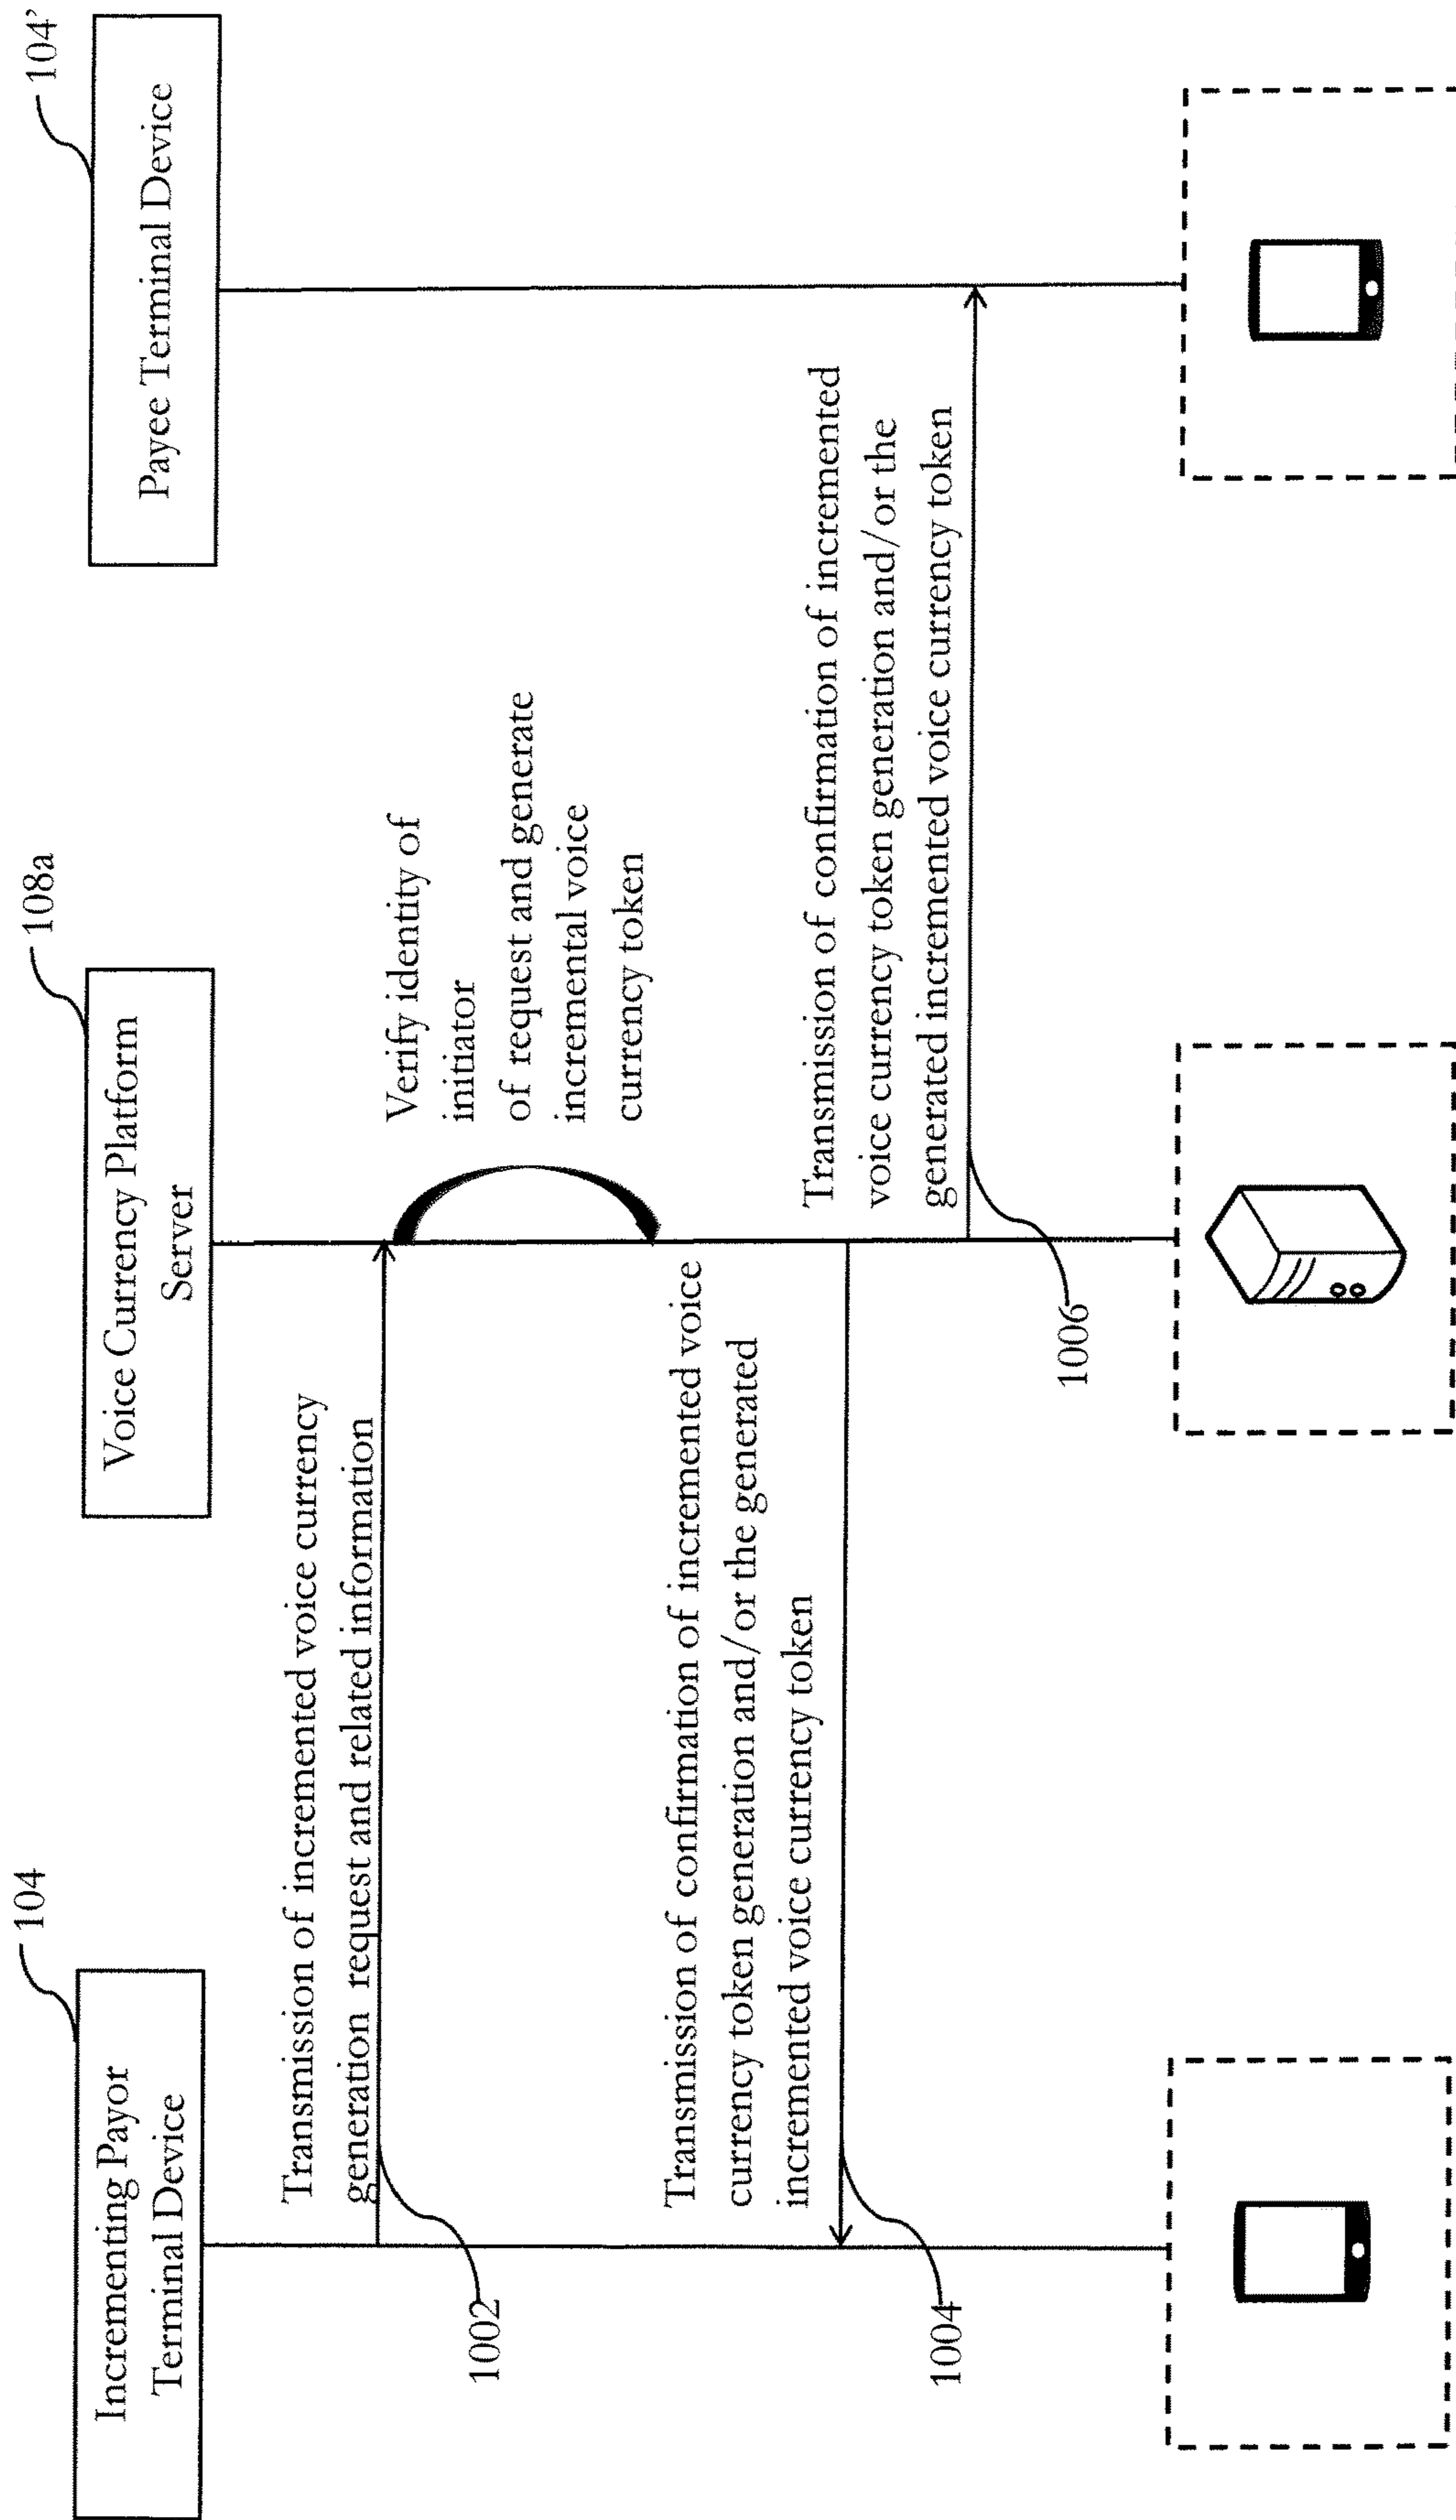 104
Incrementing Payor
Terminal Device
108a
Voice Currency Platform
Server
104’
Payee Terminal Device
Transmission of incremented voice currency
generation request and related information
1002
Verify identity of
initiator
of request and generate
incremental voice
currency token
Transmission of confirmation of incremented voice
currency token generation and/or the generated
incremented voice currency token
1004
Transmission of confirmation of incremented
voice currency token generation and/or the
generated incremented voice currency token
1006